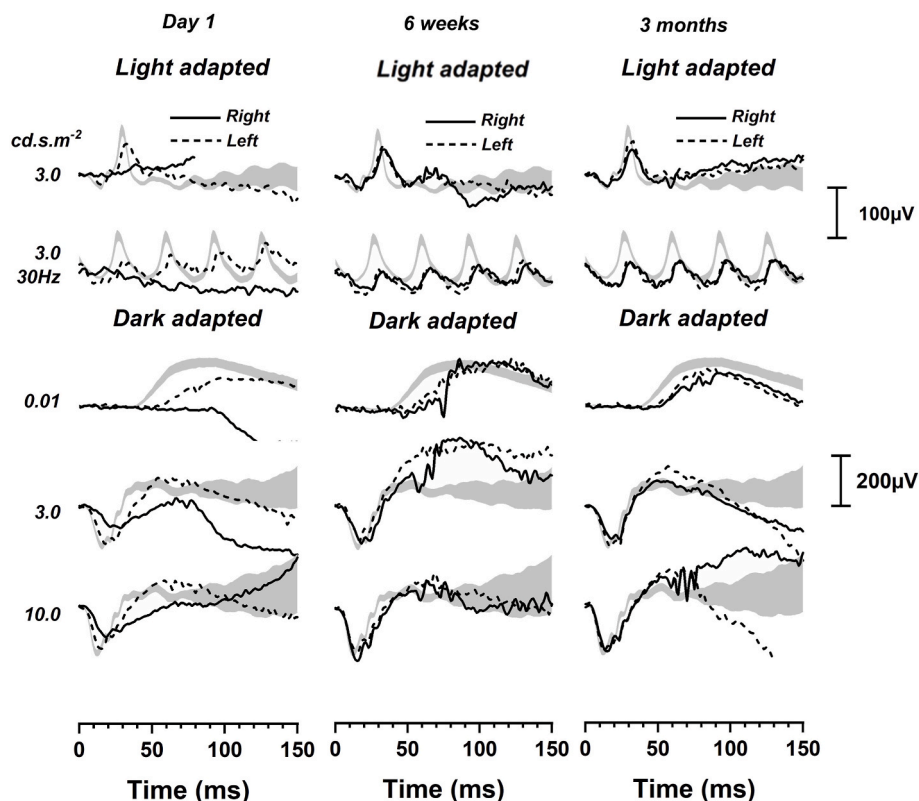 Day 1
6 weeks
3 months
Light adapted
Light adapted
Light adapted
cd.s.m-2
Right
Left
Right
Left
Right
Left
3.0
100µV
3.0
30Hz
Dark adapted
Dark adapted
Dark adapted
0.01
3.0
200µV
10.0
0 50 100 150
0 50 100 150
0 50 100 150
Time (ms)
Time (ms)
Time (ms)